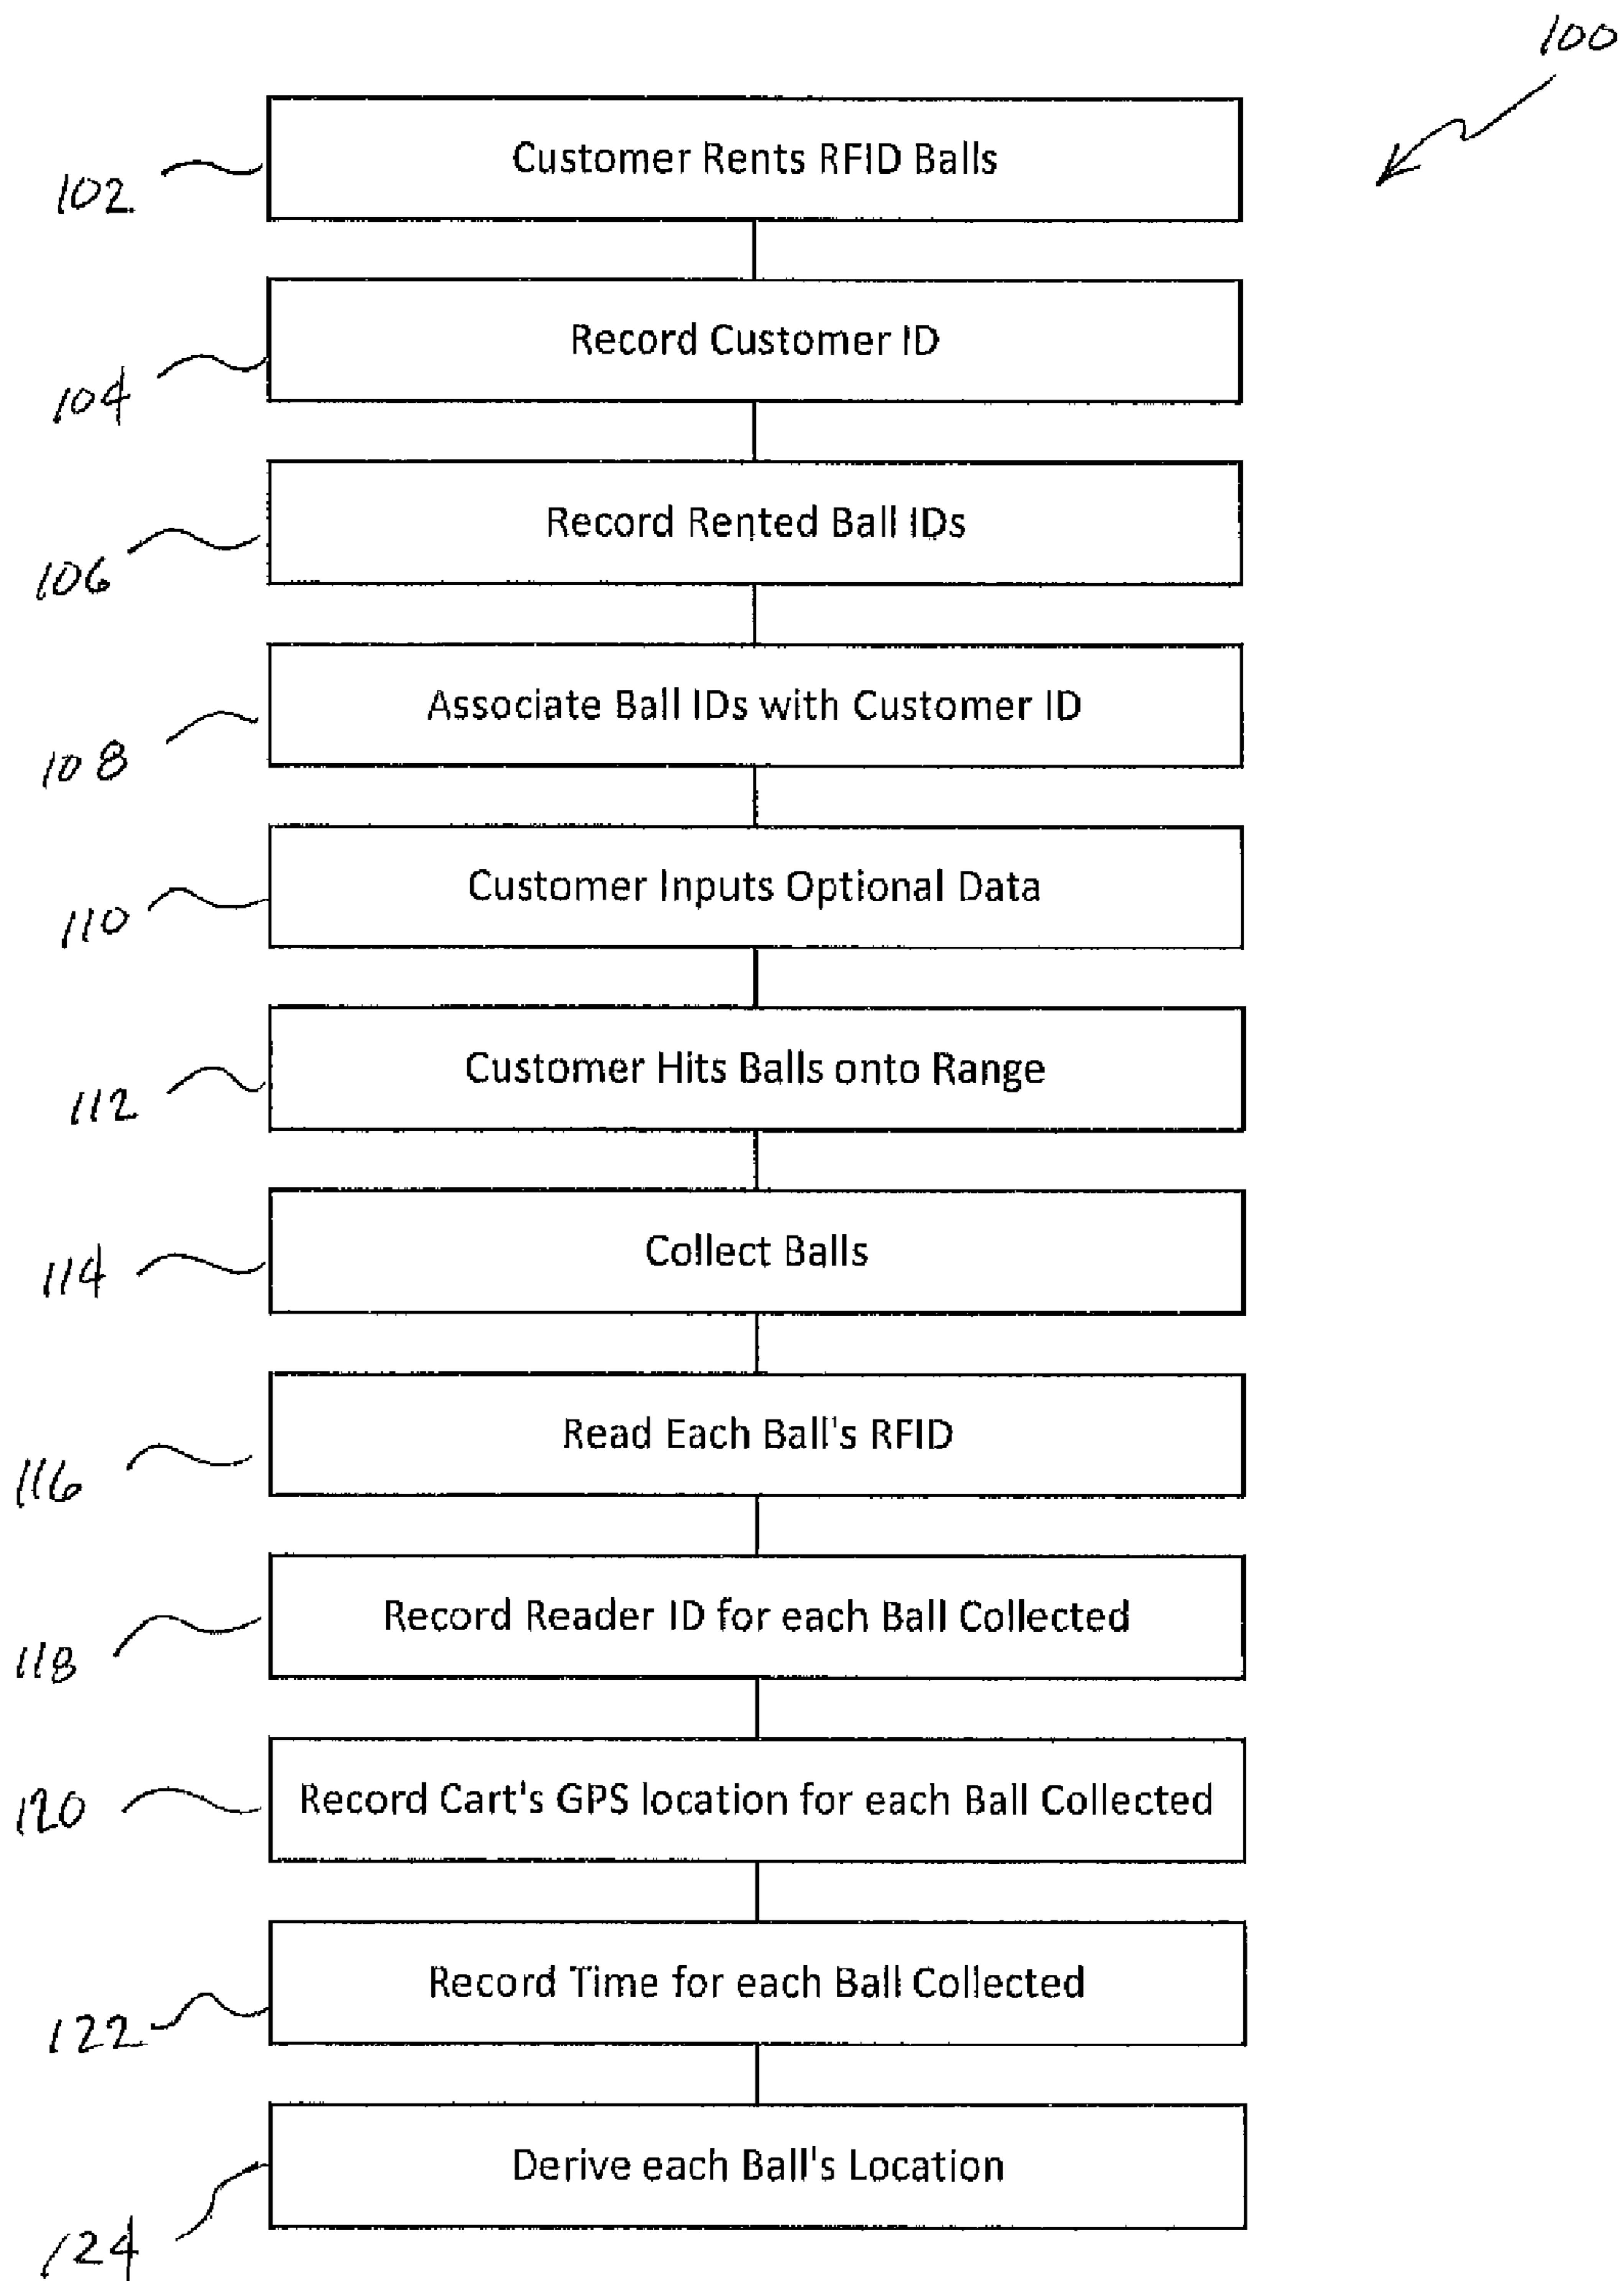 100
Customer Rents RFID Balls
102
Record Customer ID
104
Record Rented Ball IDs
106
Associate Ball IDs with Customer ID
108
Customer Inputs Optional Data
110
Customer Hits Balls onto Range
112
Collect Balls
114
Read Each Ball's RFID
116
Record Reader ID for each Ball Collected
118
Record Cart's GPS location for each Ball Collected
120
Record Time for each Ball Collected
122
Derive each Ball's Location
124